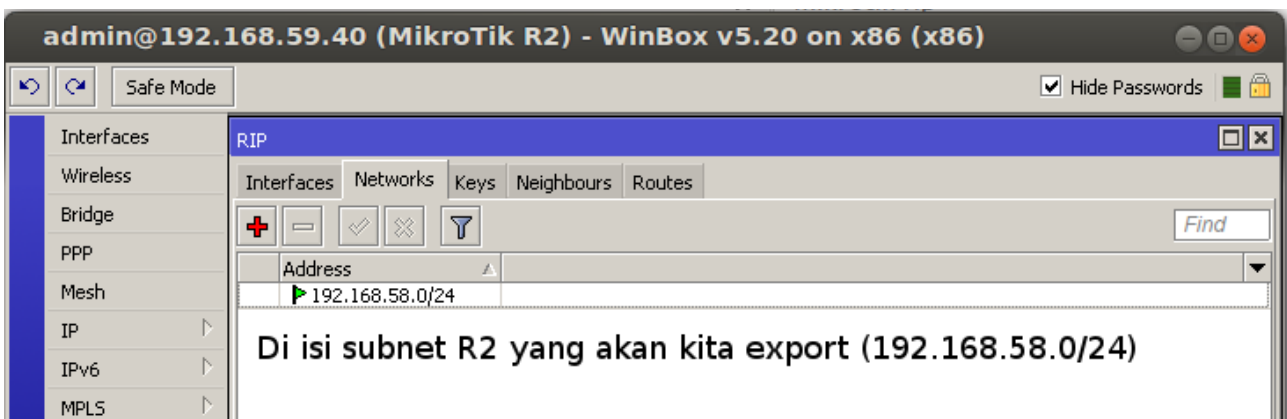 admin@192.168.59.40 (MikroTik R2) - WinBox v5.20 on x86 (x86)
Safe Mode
Hide Passwords
Interfaces
Wireless
Bridge
PPP
Mesh
IP
IPv6
MPLS
RIP
Interfaces Networks Keys Neighbours Routes
Find
Address
192.168.58.0/24
Di isi subnet R2 yang akan kita export (192.168.58.0/24)